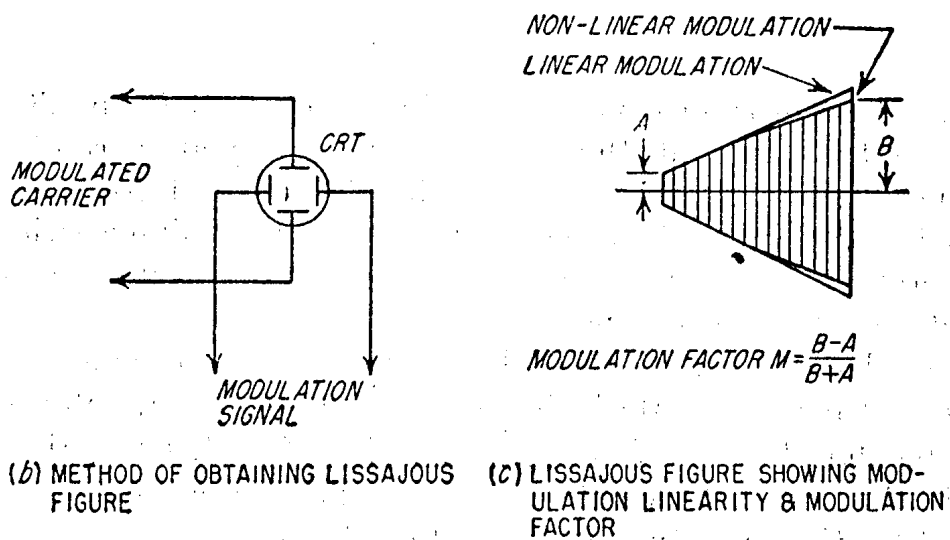 NON-LINEAR MODULATION
LINEAR MODULATION
CRT
A
B
MODULATED
CARRIER
MODULATION
SIGNAL
MODULATION FACTOR M = B-A / B+A
(b) METHOD OF OBTAINING LISSAJOUS
FIGURE
(c) LISSAJOUS FIGURE SHOWING MOD-
ULATION LINEARITY & MODULATION
FACTOR